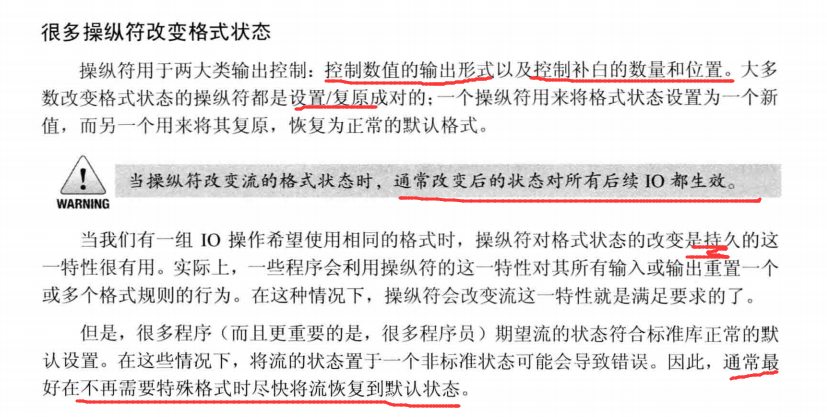 很多操纵符改变格式状态
操纵符用于两大类输出控制：控制数值的输出形式以及控制补白的数量和位置。大多
数改变格式状态的操纵符都是设置/复原成对的；一个操纵符用来将格式状态设置为一个新
值，而另一个用来将其复原，恢复为正常的默认格式。
WARNING
当操纵符改变流的格式状态时，通常改变后的状态对所有后续 IO 都生效。
当我们有一组 IO 操作希望使用相同的格式时，操纵符对格式状态的改变是持久的这
一特性很有用。实际上，一些程序会利用操纵符的这一特性对其所有输入或输出重置一个
或多个格式规则的行为。在这种情况下，操纵符会改变流这一特性就是满足要求的了。
但是，很多程序（而且更重要的是，很多程序员）期望流的状态符合标准库正常的默
认设置。在这些情况下，将流的状态置于一个非标准状态可能会导致错误。因此，通常最
好在不再需要特殊格式时尽快将流恢复到默认状态。